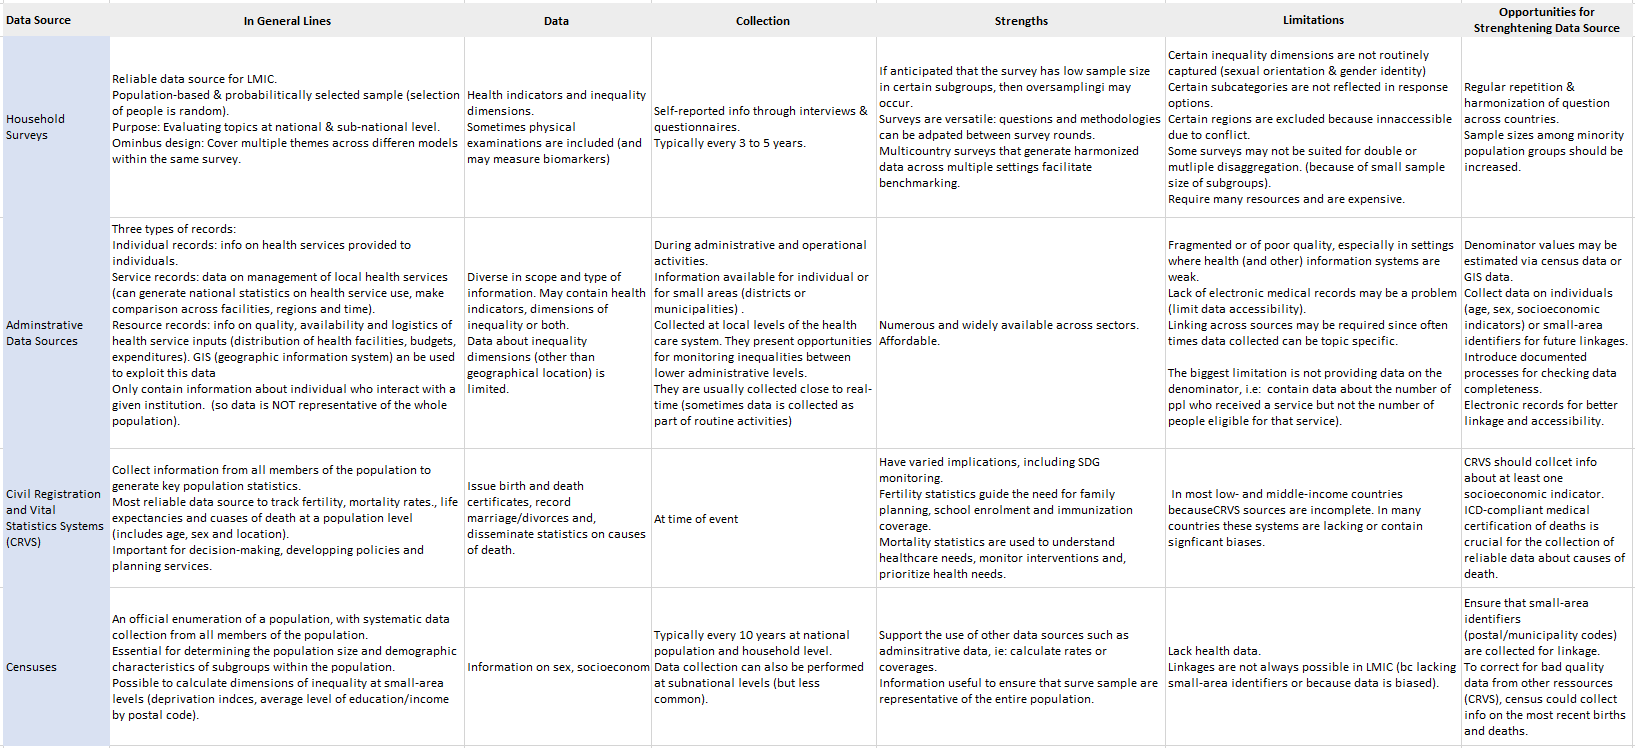 Data Source
In General Lines
Data
Collection
Strengths
Limitations
Opportunities for
Strenghtening Data Source
Household
Surveys
Reliable data source for LMIC.
Population-based & probabilitically selected sample (selection
of people is random).
Purpose: Evaluating topics at national & sub-national level.
Ominbus design: Cover multiple themes across differen models
within the same survey.
Health indicators and inequality
dimensions.
Sometimes physical
examinations are included (and
may measure biomarkers)
Self-reported info through interviews &
questionnaires.
Typically every 3 to 5 years.
If anticipated that the survey has low sample size
in certain subgroups, then oversamplingi may
occur.
Surveys are versatile: questions and methodologies
can be adpated between survey rounds.
Multicountry surveys that generate harmonized
data across multiple settings facilitate
benchmarking.
Certain inequality dimensions are not routinely
captured (sexual orientation & gender identity)
Certain subcategories are not reflected in response
options.
Certain regions are excluded because innaccessible
due to conflict.
Some surveys may not be suited for double or
mutliple disaggregation. (because of small sample
size of subgroups).
Require many resources and are expensive.
Regular repetition &
harmonization of question
across countries.
Sample sizes among minority
population groups should be
increased.
Adminstrative
Data Sources
Three types of records:
Individual records: info on health services provided to
individuals.
Service records: data on management of local health services
(can generate national statistics on health service use, make
comparison across facilities, regions and time).
Resource records: info on quality, availability and logistics of
health service inputs (distribution of health facilities, budgets,
expenditures). GIS (geographic information system) an be used
to exploit this data
Only contain information about individual who interact with a
given institution.  (so data is NOT representative of the whole
population).
Diverse in scope and type of
information. May contain health
indicators, dimensions of
inequality or both.
Data about inequality
dimensions (other than
geographical location) is
limited.
During administrative and operational
activities.
Information available for individual or
for small areas (districts or
municipalities) .
Collected at local levels of the health
care system. They present opportunities
for monitoring inequalities between
lower administrative levels.
They are usually collected close to real-
time (sometimes data is collected as
part of routine activities)
Numerous and widely available across sectors.
Affordable.
Fragmented or of poor quality, especially in settings
where health (and other) information systems are
weak.
Lack of electronic medical records may be a problem
(limit data accessibility).
Linking across sources may be required since often
times data collected can be topic specific.
The biggest limitation is not providing data on the
denominator, i.e:  contain data about the number of
ppl who received a service but not the number of
people eligible for that service).
Denominator values may be
estimated via census data or
GIS data.
Collect data on individuals
(age, sex, socioeconomic
indicators) or small-area
identifiers for future linkages.
Introduce documented
processes for checking data
completeness.
Electronic records for better
linkage and accessibility.
Civil Registration
and Vital
Statistics Systems
(CRVS)
Collect information from all members of the population to
generate key population statistics.
Most reliable data source to track fertility, mortality rates., life
expectancies and cuases of death at a population level
(includes age, sex and location).
Important for decision-making, developping policies and
planning services.
Issue birth and death
certificates, record
marriage/divorces and,
disseminate statistics on causes
of death.
At time of event
Have varied implications, including SDG
monitoring.
Fertility statistics guide the need for family
planning, school enrolment and immunization
coverage.
Mortality statistics are used to understand
healthcare needs, monitor interventions and,
prioritize health needs.
In most low- and middle-income countries
becauseCRVS sources are incomplete. In many
countries these systems are lacking or contain
signficant biases.
CRVS should collcet info
about at least one
socioeconomic indicator.
ICD-compliant medical
certification of deaths is
crucial for the collection of
reliable data about causes of
death.
Censuses
An official enumeration of a population, with systematic data
collection from all members of the population.
Essential for determining the population size and demographic
characteristics of subgroups within the population.
Possible to calculate dimensions of inequality at small-area
levels (deprivation indces, average level of education/income
by postal code).
Information on sex, socioeconom
Typically every 10 years at national
population and household level.
Data collection can also be performed
at subnational levels (but less
common).
Support the use of other data sources such as
adminsitrative data, ie: calculate rates or
coverages.
Information useful to ensure that surve sample are
representative of the entire population.
Lack health data.
Linkages are not always possible in LMIC (bc lacking
small-area identifiers or because data is biased).
Ensure that small-area
identifiers
(postal/municipality codes)
are collected for linkage.
To correct for bad quality
data from other ressources
(CRVS), census could collect
info on the most recent births
and deaths.